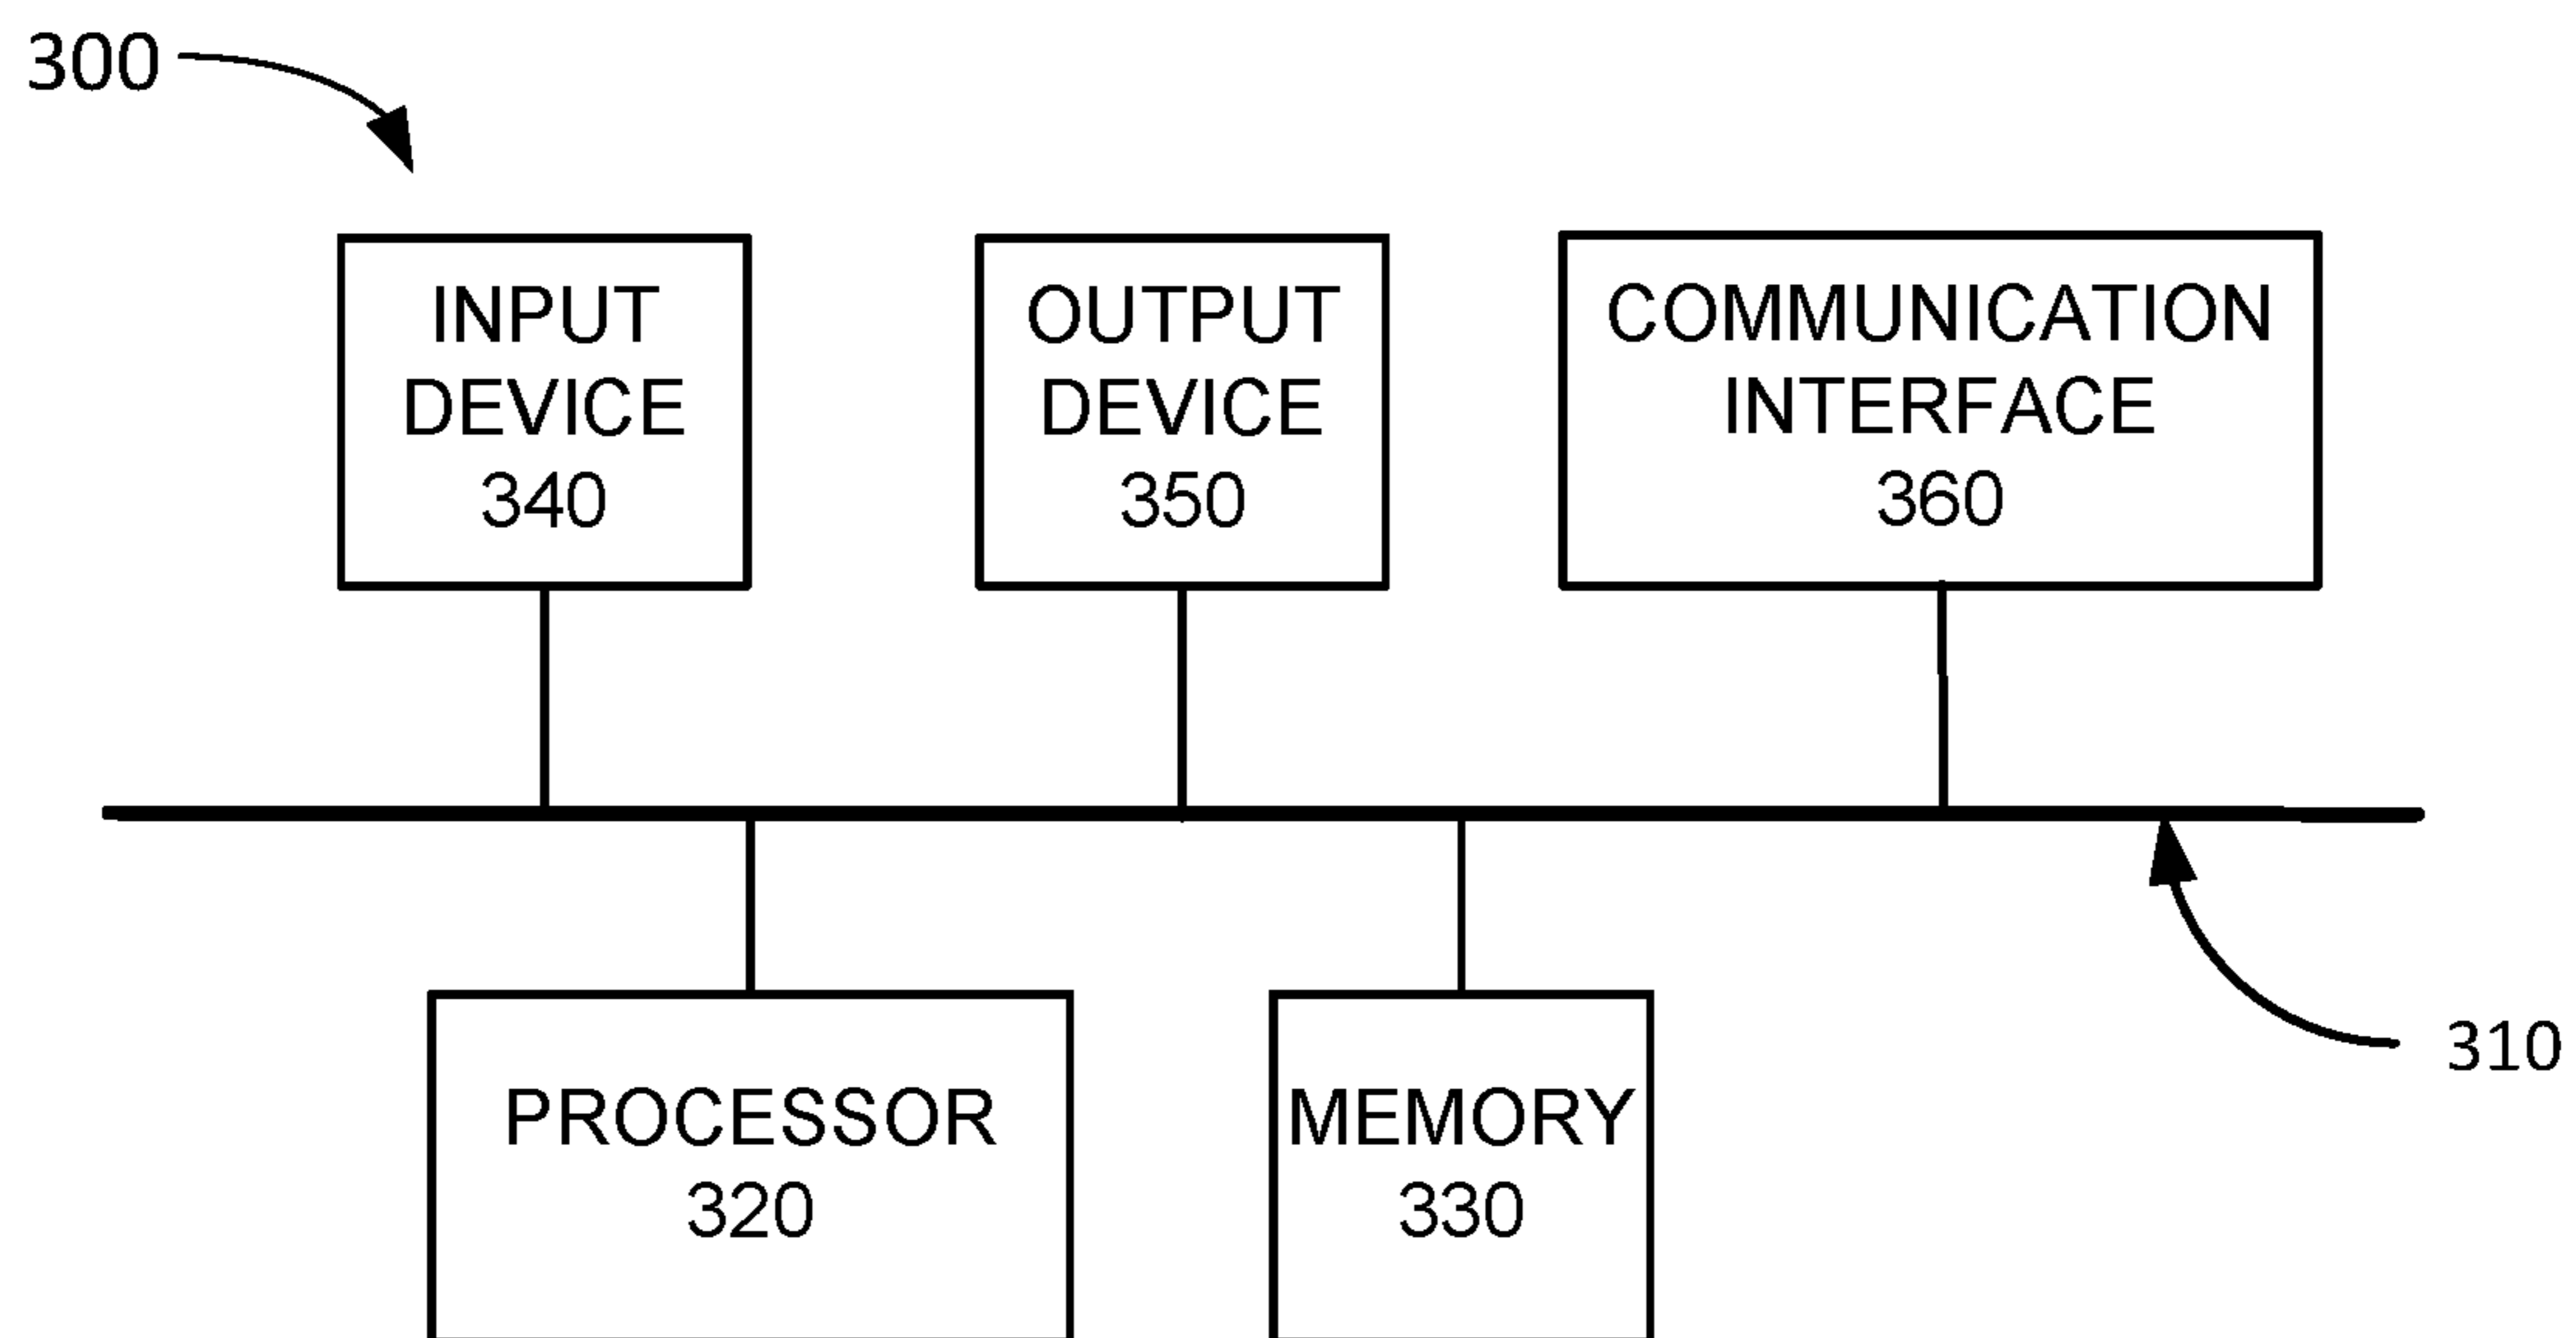 300
INPUT
DEVICE
340
OUTPUT
DEVICE
350
COMMUNICATION
INTERFACE
360
PROCESSOR
320
MEMORY
330
310